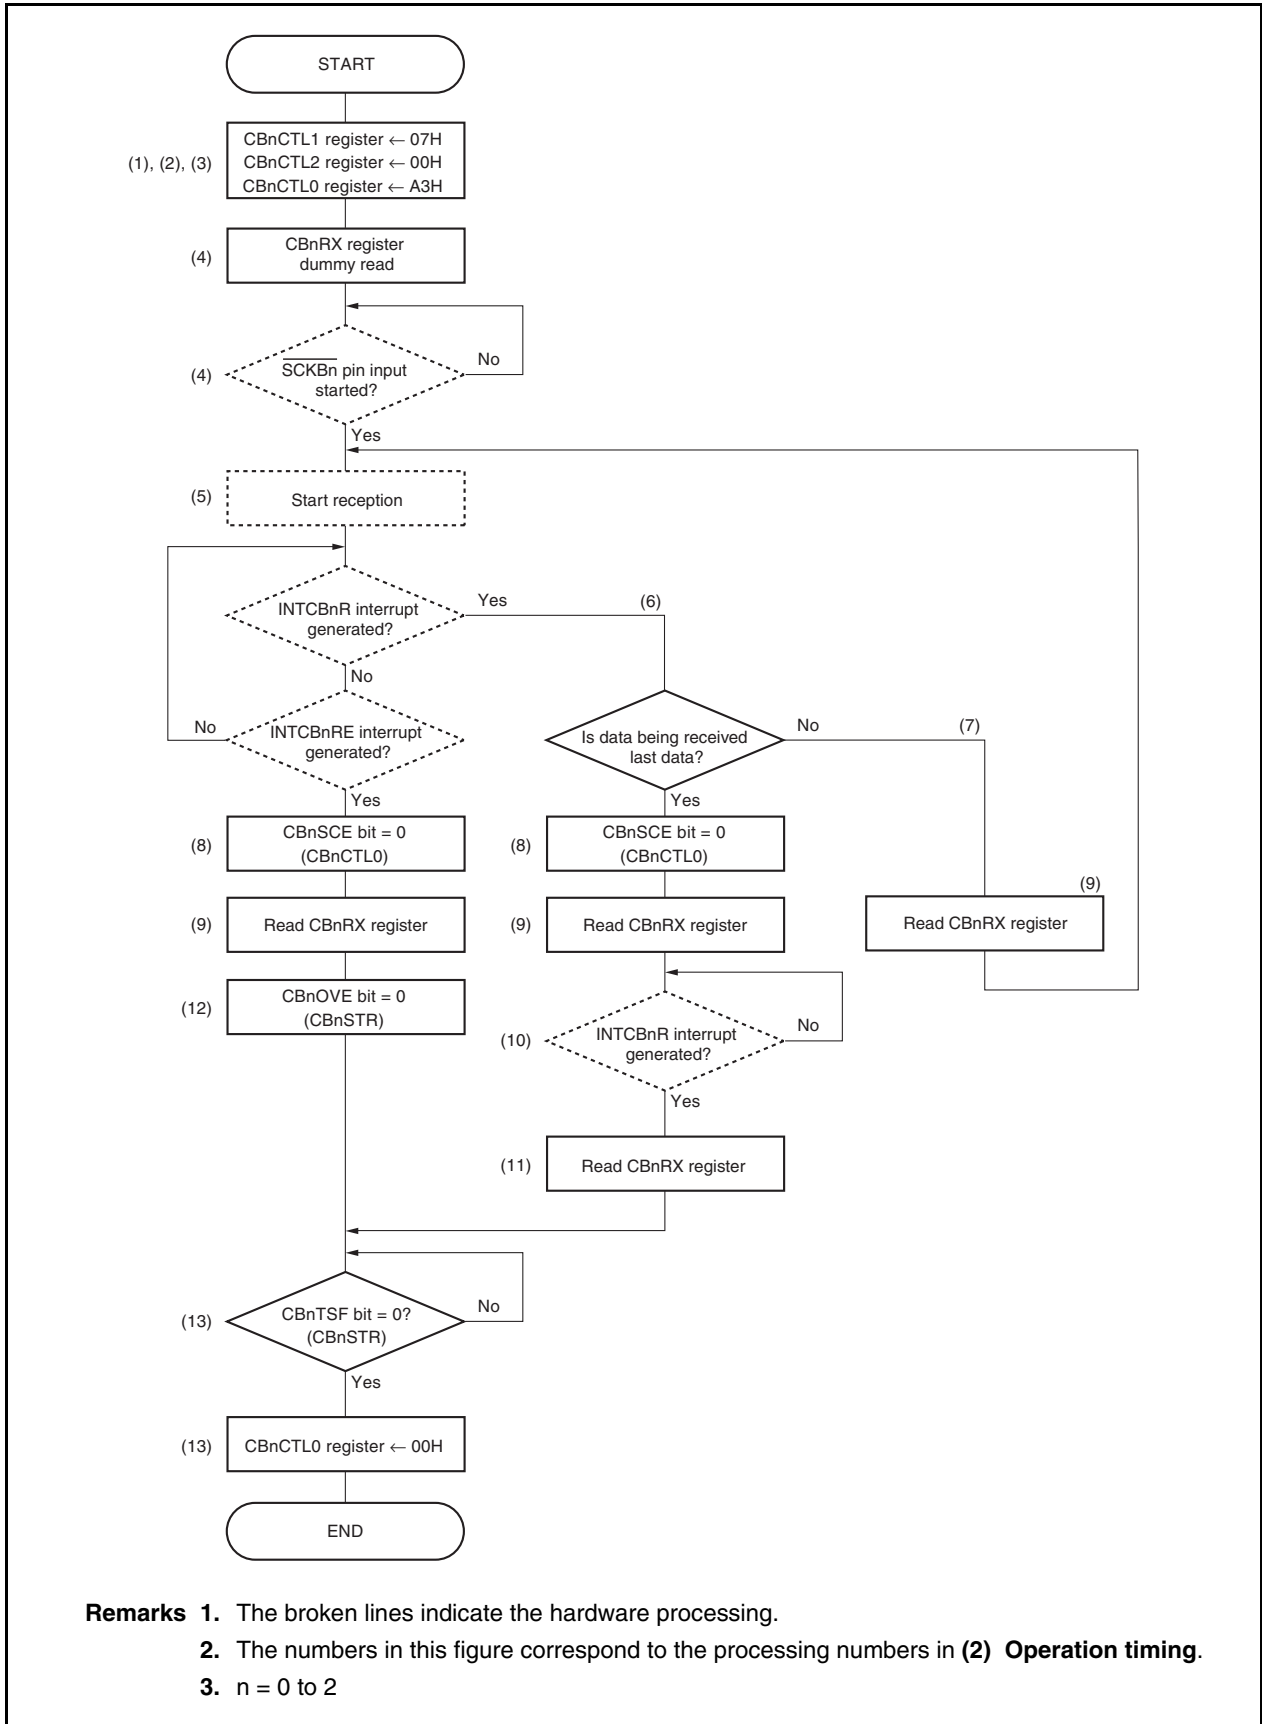 START
CBnCTL1 register ← 07H
(1), (2), (3)
CBnCTL2 register ← 00H
CBnCTL0 register ← A3H
(4)
CBnRX register
dummy read
(4)
SCKBn pin input
started?
No
Yes
(5)
Start reception
INTCBnR interrupt
generated?
Yes
(6)
No
INTCBnRE interrupt
generated?
No
Yes
Is data being received
last data?
No
(7)
Yes
(8)
CBnSCE bit = 0
(CBnCTL0)
(8)
CBnSCE bit = 0
(CBnCTL0)
(9)
Read CBnRX register
(9)
Read CBnRX register
(9)
Read CBnRX register
(12)
CBnOVE bit = 0
(CBnSTR)
(10)
INTCBnR interrupt
generated?
No
Yes
(11)
Read CBnRX register
(13)
CBnTSF bit = 0?
(CBnSTR)
No
Yes
(13)
CBnCTL0 register ← 00H
END
Remarks 1. The broken lines indicate the hardware processing.
2. The numbers in this figure correspond to the processing numbers in (2) Operation timing.
3. n = 0 to 2